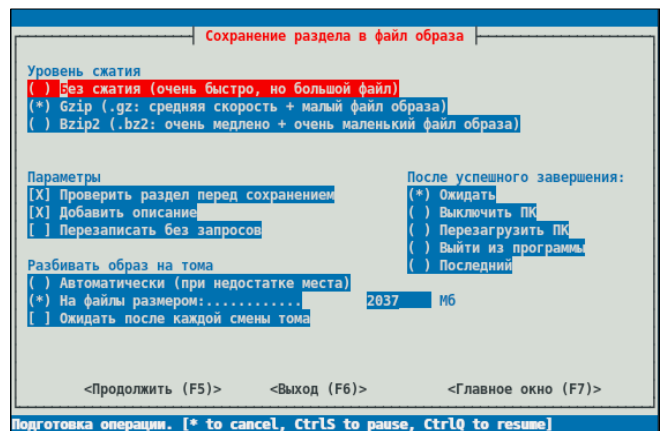 Сохранение раздела в файл образа
Уровень сжатия
( ) Без сжатия (очень быстро, но большой файл)
(*) Gzip (.gz: средняя скорость + малый файл образа)
( ) Bzip2 (.bz2: очень медлено + очень маленький файл образа)
Параметры
[X] Проверить раздел перед сохранением
[X] Добавить описание
[ ] Перезаписать без запросов
После успешного завершения:
(*) Ожидать
( ) Выключить ПК
( ) Перезагрузить ПК
( ) Выйти из программы
( ) Последний
Разбивать образ на тома
( ) Автоматически (при недостатке места)
(*) На файлы размером:............ 2037 Мб
[ ] Ожидать после каждой смены тома
<Продолжить (F5)> <Выход (F6)> <Главное окно (F7)>
Подготовка операции. [* to cancel, CtrlS to pause, CtrlQ to resume]